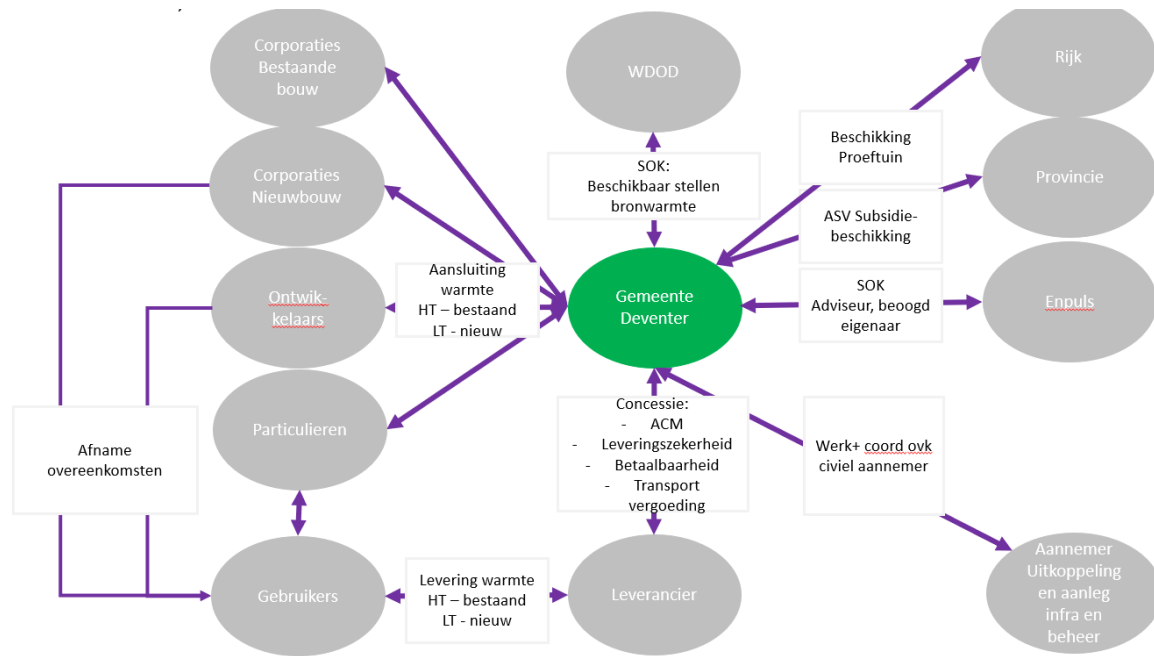 Corporaties
Bestaande
bouw
WDOD
Rijk
Beschikking
Proeftuin
SOK:
Beschikbaar stellen
bronwarmte
Corporaties
Nieuwbouw
Provincie
ASV Subsidie-
beschikking
Aansluiting
warmte
HT – bestaand
LT - nieuw
Ontwik-
kelaars
Gemeente
Deventer
SOK
Adviseur, beoogd
eigenaar
Enpuls
Particulieren
Concessie:
- ACM
- Leveringszekerheid
- Betaalbaarheid
- Transport
vergoeding
Werk+ coord ovk
civiel aannemer
Afname
overeenkomsten
Gebruikers
Levering warmte
HT – bestaand
LT - nieuw
Leverancier
Aannemer
Uitkoppeling
en aanleg
infra en
beheer